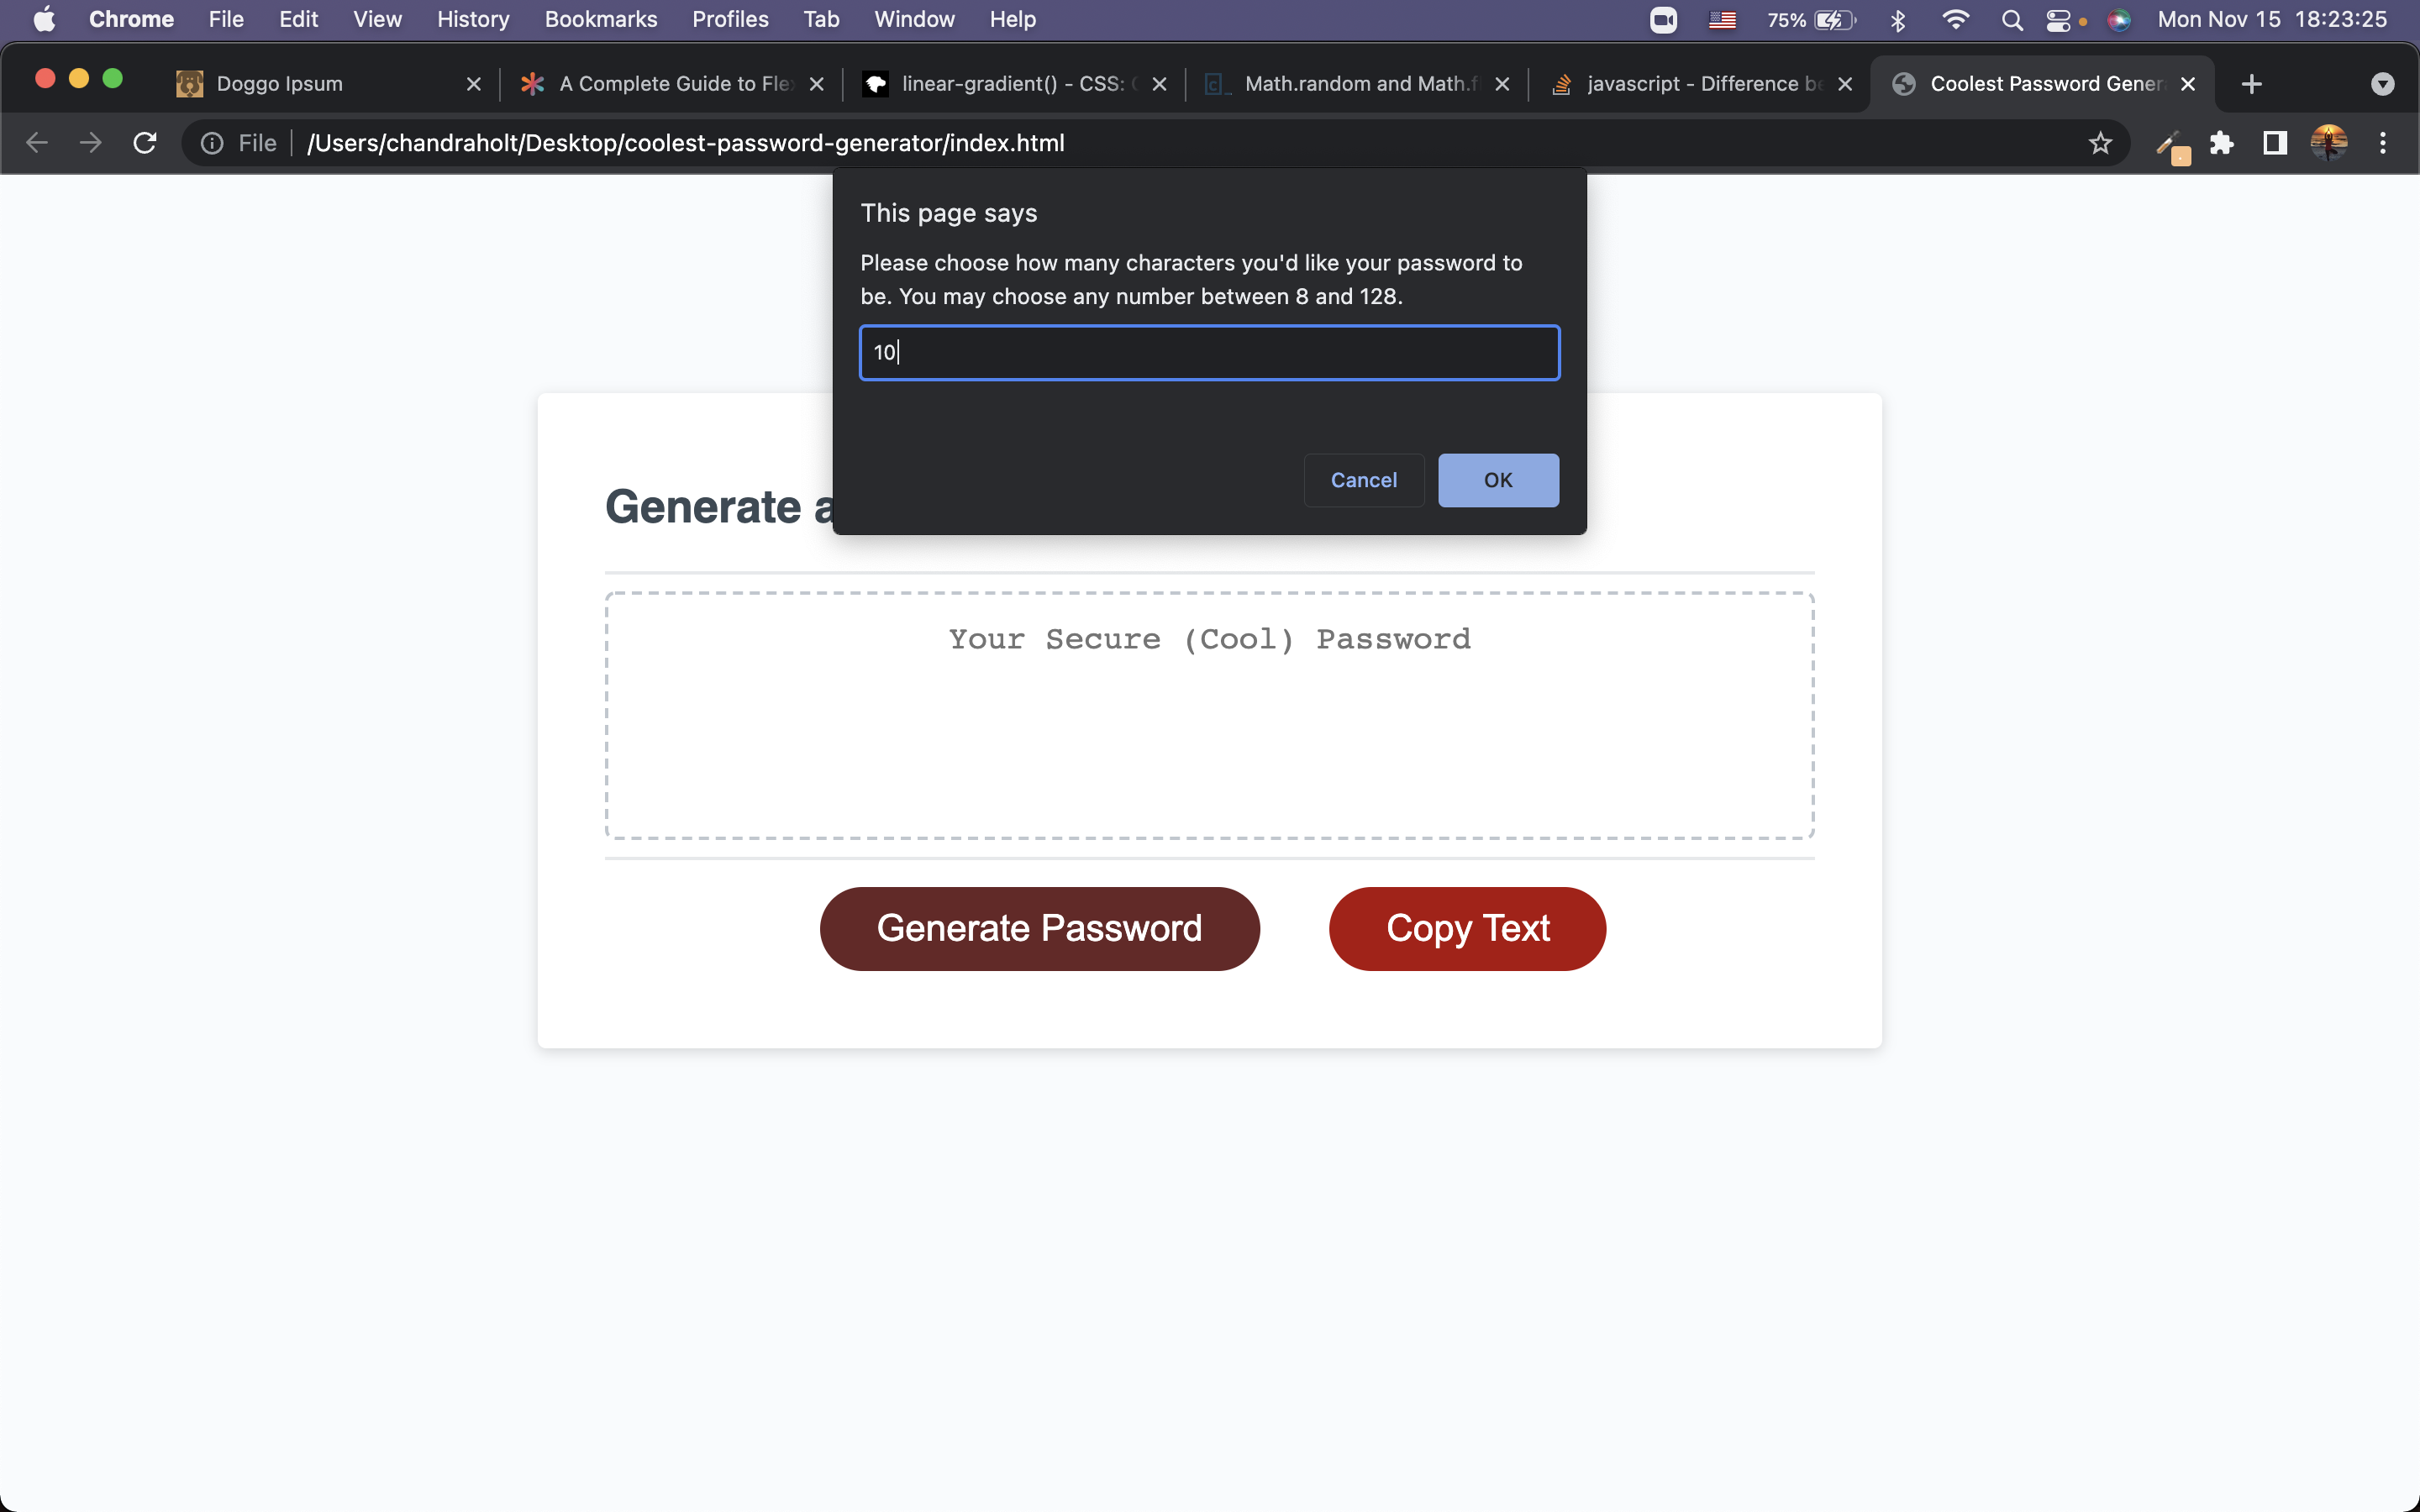 Chrome File Edit View History Bookmarks Profiles Tab Window Help 75% Mon Nov 15 18:23:25
Doggo Ipsum A Complete Guide to Fle linear-gradient() - CSS: Math.random and Math.f javascript - Difference be Coolest Password Gener
File /Users/chandraholt/Desktop/coolest-password-generator/index.html
This page says
Please choose how many characters you'd like your password to
be. You may choose any number between 8 and 128.
10
Cancel OK
Generate a
Your Secure (Cool) Password
Generate Password Copy Text